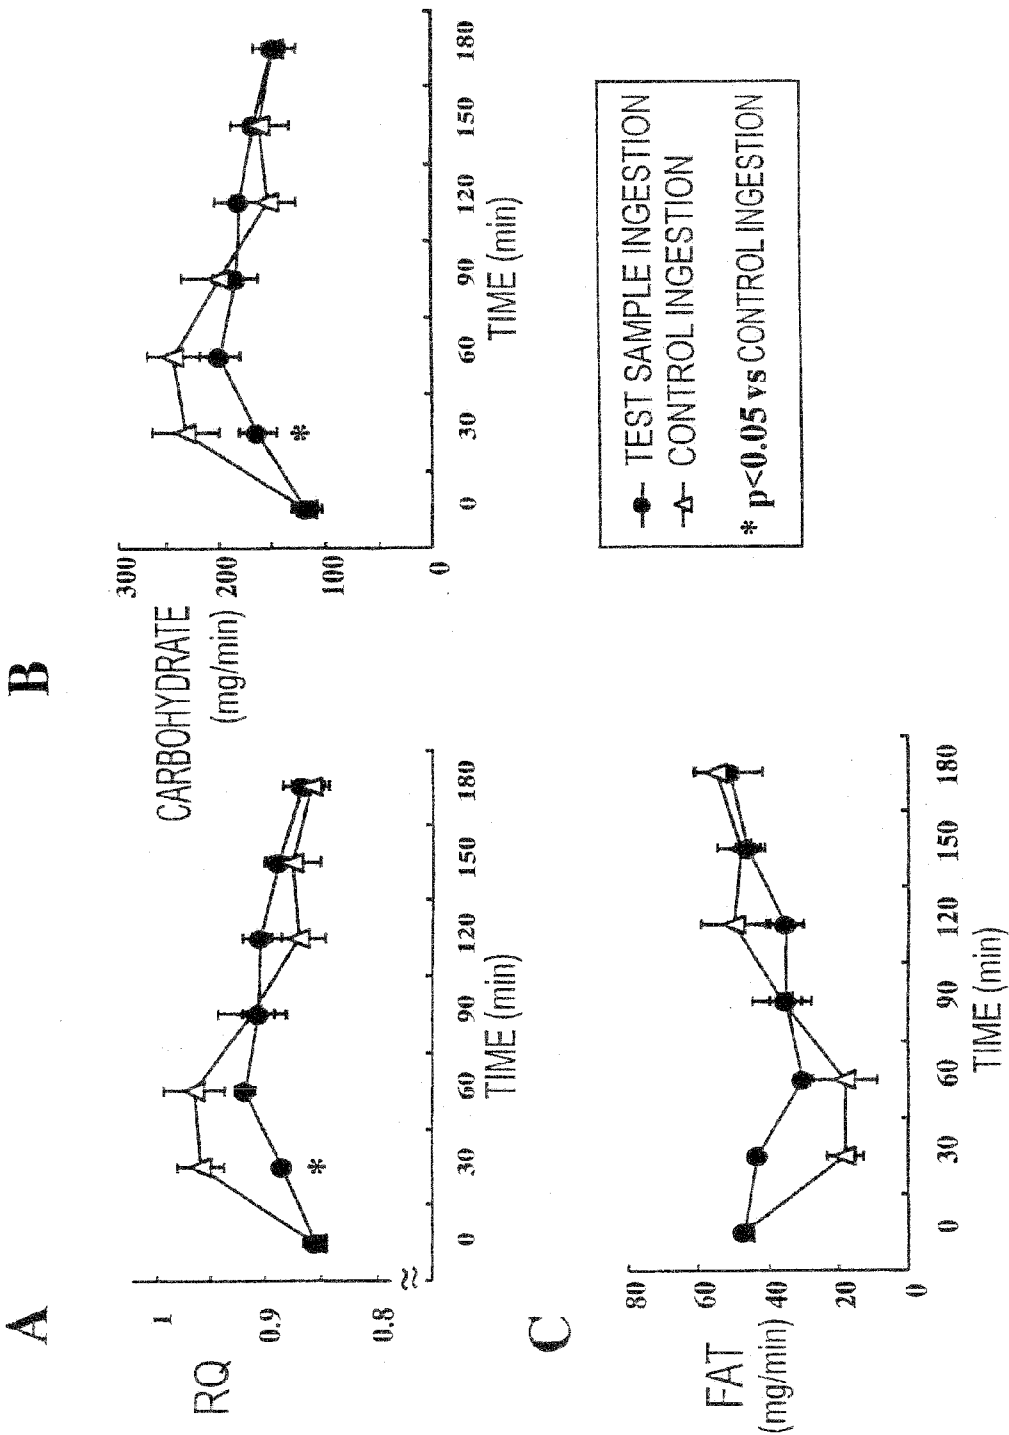 A
RQ
1
0.9
0.8
*
0 30 60 90 120 150 180
TIME (min)
B
CARBOHYDRATE
(mg/min)
300
200
100
0
*
0 30 60 90 120 150 180
TIME (min)
C
FAT
(mg/min)
80
60
40
20
0
0 30 60 90 120 150 180
TIME (min)
TEST SAMPLE INGESTION
CONTROL INGESTION
* p<0.05 vs CONTROL INGESTION